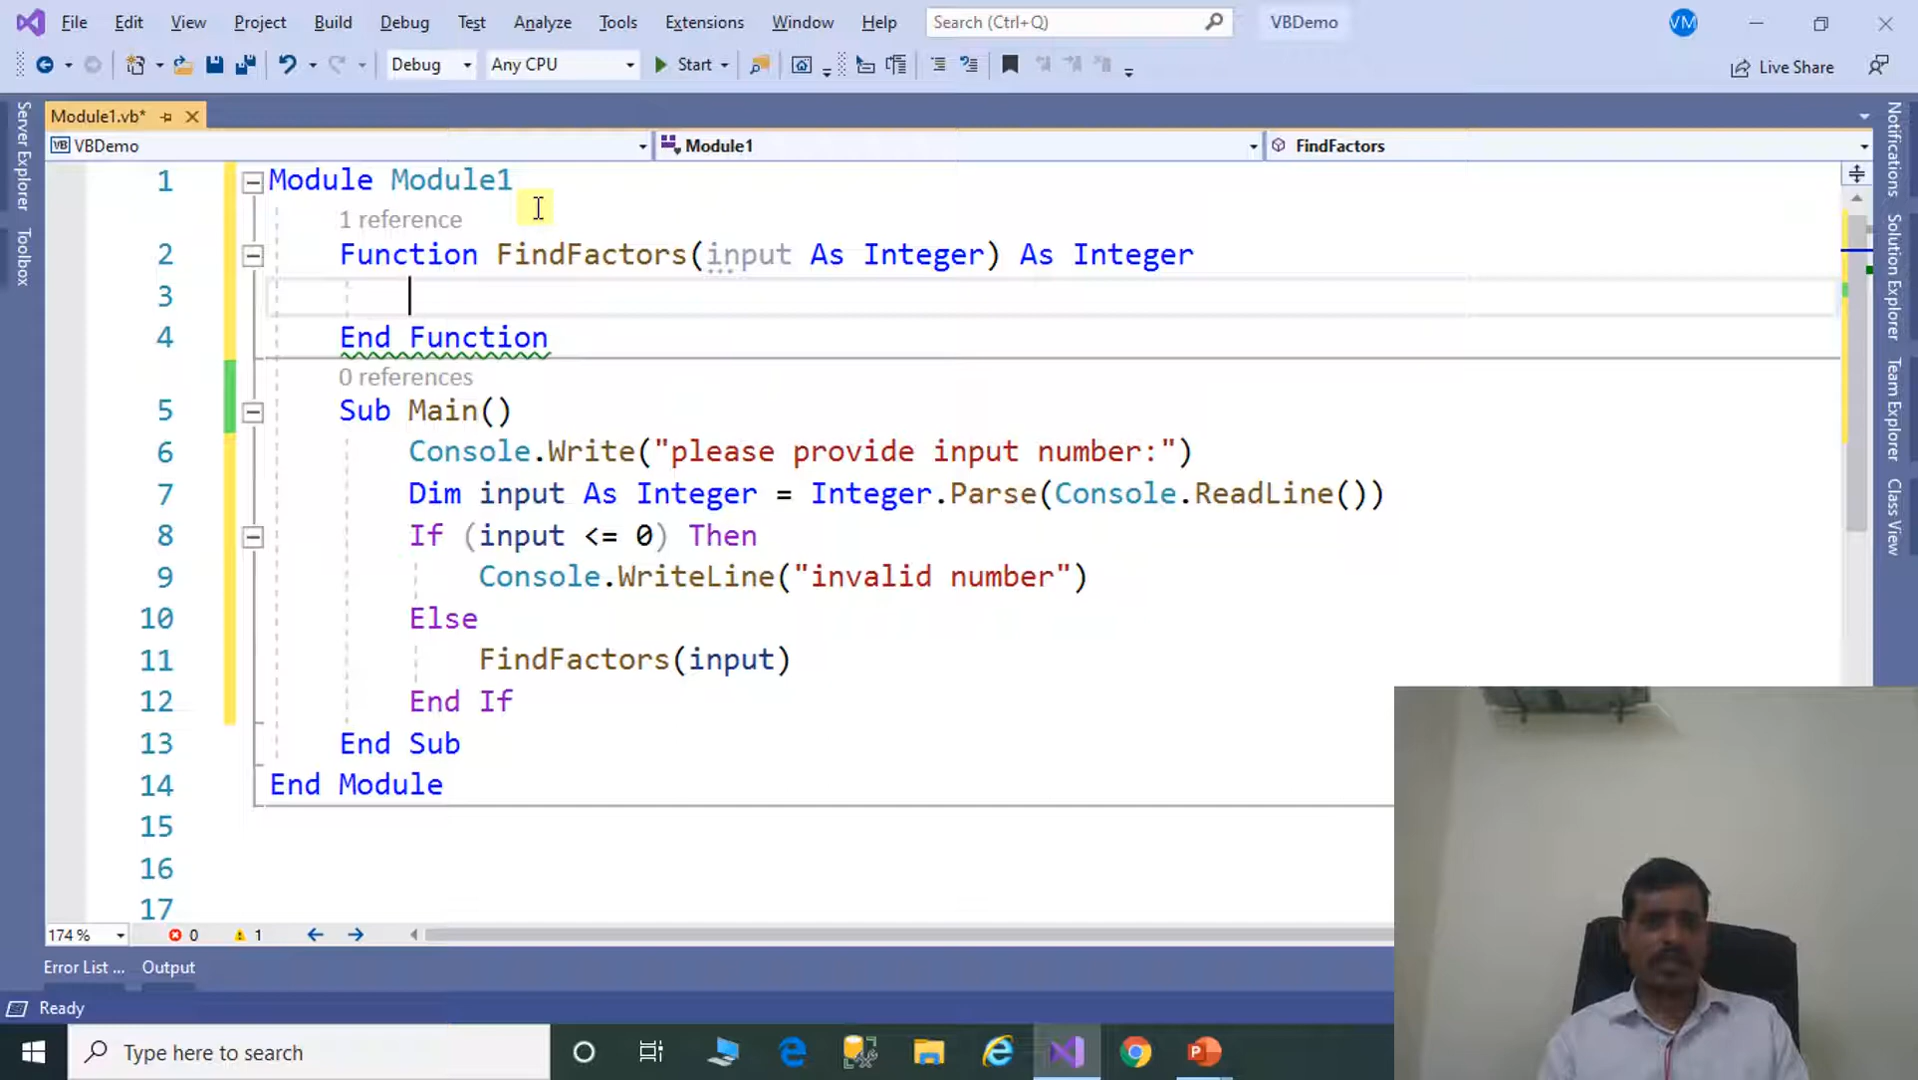 File Edit View Project Build Debug Test Analyze Tools Extensions Window Help Search (Ctrl+Q) VBDemo VM
Debug Any CPU Start Live Share
Module1.vb*
VBDemo Module1 FindFactors
Server Explorer
Toolbox
Notifications
Solution Explorer
Team Explorer
Class View
1 Module Module1
1 reference
2 Function FindFactors(input As Integer) As Integer
3
4 End Function
0 references
5 Sub Main()
6 Console.Write("please provide input number:")
7 Dim input As Integer = Integer.Parse(Console.ReadLine())
8 If (input <= 0) Then
9 Console.WriteLine("invalid number")
10 Else
11 FindFactors(input)
12 End If
13 End Sub
14 End Module
15
16
17
174 % 0 1
Error List ... Output
Ready
Type here to search